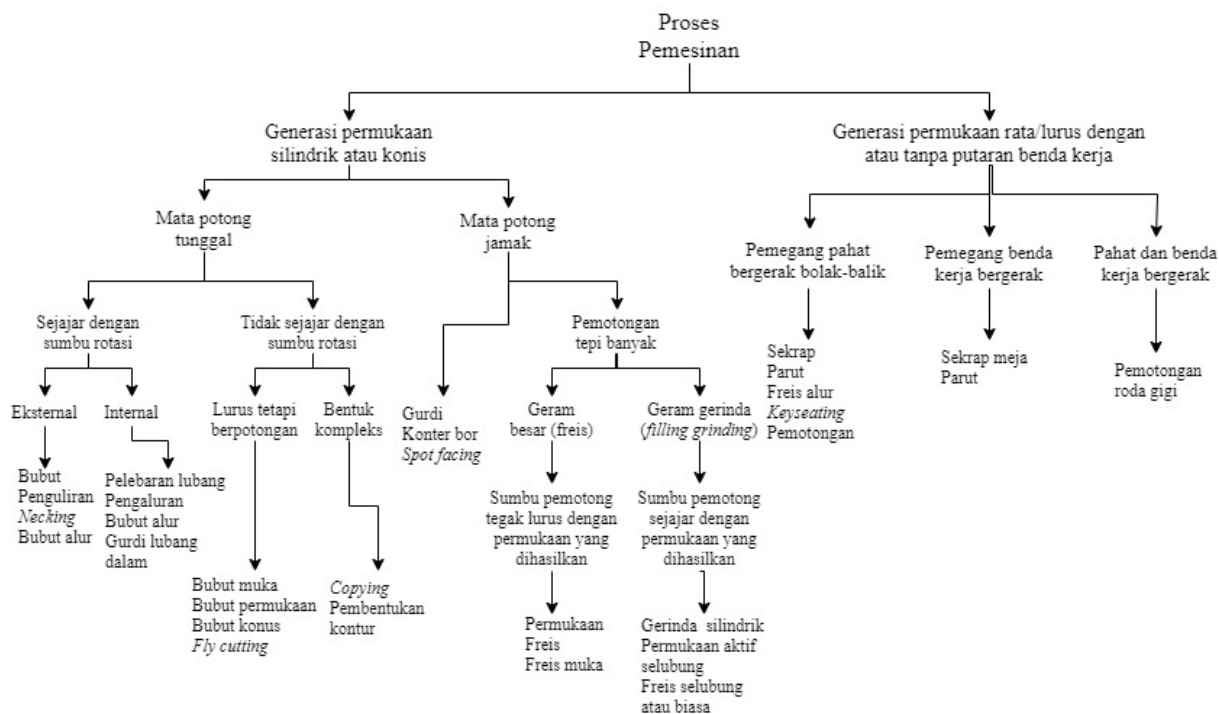 Proses
Pemesinan
Generasi permukaan
silindrik atau konis
Generasi permukaan rata/lurus dengan
atau tanpa putaran benda kerja
Mata potong
tunggal
Mata potong
jamak
Pemegang pahat
bergerak bolak-balik
Pemegang benda
kerja bergerak
Pahat dan benda
kerja bergerak
Sejajar dengan
sumbu rotasi
Tidak sejajar dengan
sumbu rotasi
Pemotongan
tepi banyak
Sekrap
Parut
Freis alur
Keyseating
Pemotongan
Sekrap meja
Parut
Pemotongan
roda gigi
Eksternal
Internal
Lurus tetapi
berpotongan
Bentuk
kompleks
Gurdi
Konter bor
Spot facing
Geram
besar (freis)
Geram gerinda
(filling grinding)
Bubut
Penguliran
Necking
Bubut alur
Pelebaran lubang
Pengaluran
Bubut alur
Gurdi lubang
dalam
Sumbu pemotong
tegak lurus dengan
permukaan yang
dihasilkan
Sumbu pemotong
sejajar dengan
permukaan yang
dihasilkan
Bubut muka
Bubut permukaan
Bubut konus
Fly cutting
Copying
Pembentukan
kontur
Permukaan
Freis
Freis muka
Gerinda silindrik
Permukaan aktif
selubung
Freis selubung
atau biasa